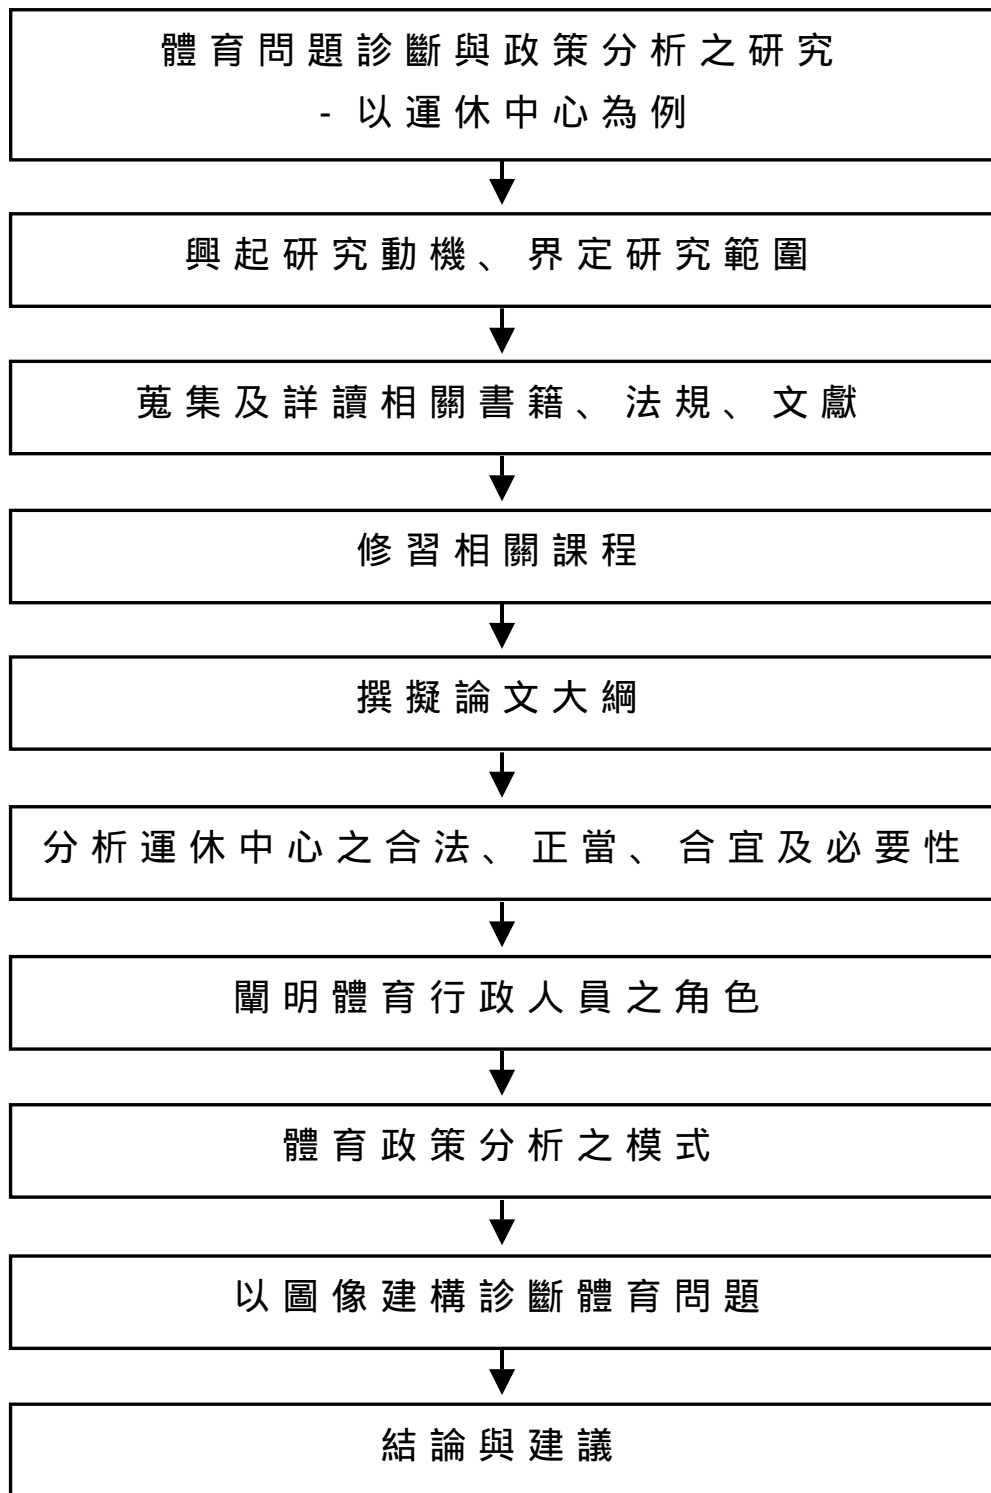 體育問題診斷與政策分析之研究
- 以運休中心為例
興起研究動機、界定研究範圍
蒐集及詳讀相關書籍、法規、文獻
修習相關課程
撰擬論文大綱
分析運休中心之合法、正當、合宜及必要性
闡明體育行政人員之角色
體育政策分析之模式
以圖像建構診斷體育問題
結論與建議